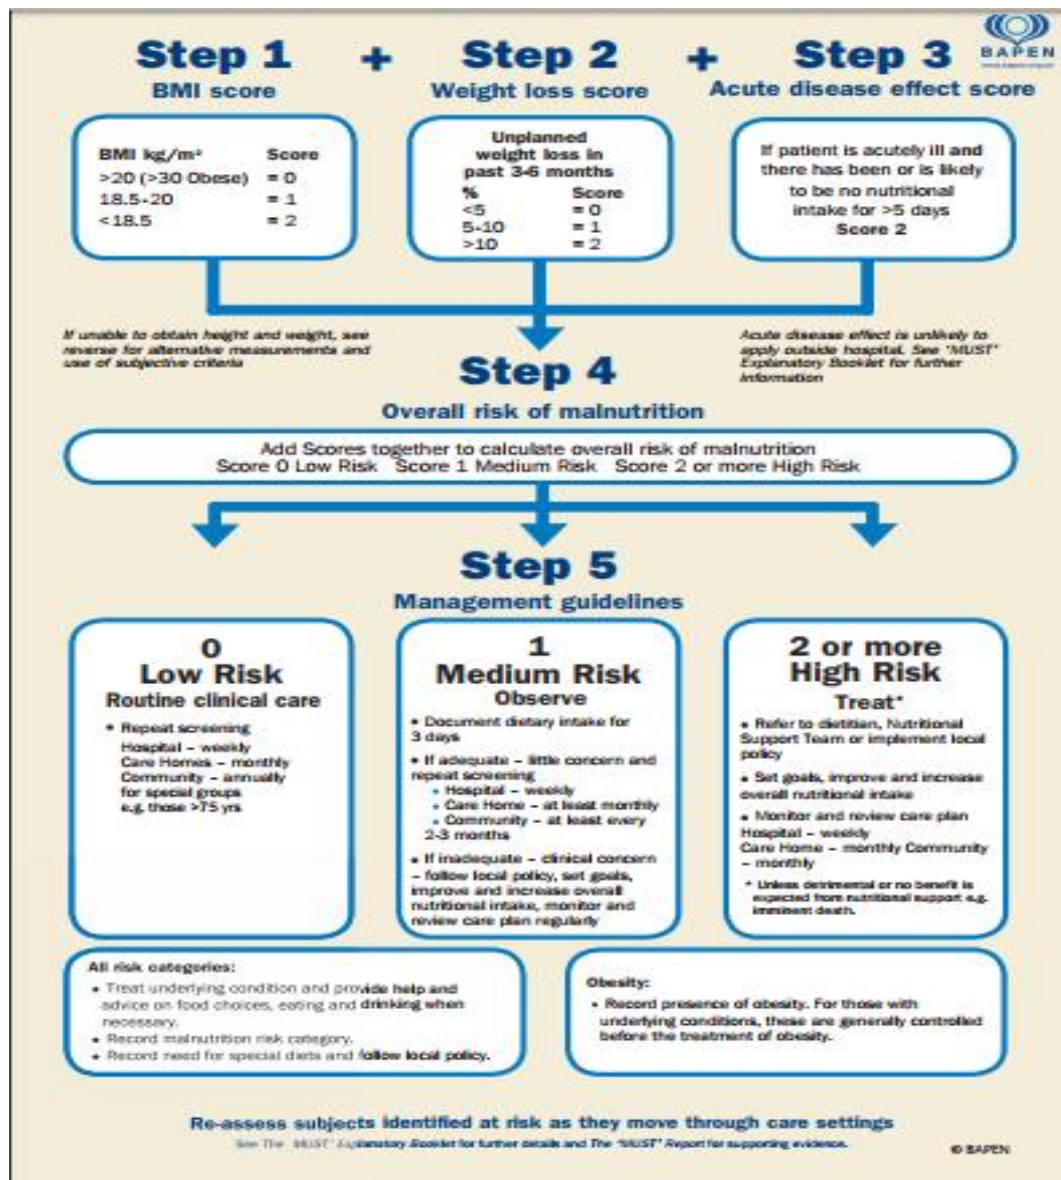 BAPEN
www.bapen.org.uk
Step 1 + Step 2 + Step 3
BMI score
Weight loss score
Acute disease effect score
BMI kg/m² Score
>20 (>30 Obese) = 0
18.5-20 = 1
<18.5 = 2
Unplanned
weight loss in
past 3-6 months
% Score
<5 = 0
5-10 = 1
>10 = 2
If patient is acutely ill and
there has been or is likely
to be no nutritional
intake for >5 days
Score 2
If unable to obtain height and weight, see
reverse for alternative measurements and
use of subjective criteria
Acute disease effect is unlikely to
apply outside hospital. See 'MUST'
Explanatory Booklet for further
information
Step 4
Overall risk of malnutrition
Add Scores together to calculate overall risk of malnutrition
Score 0 Low Risk Score 1 Medium Risk Score 2 or more High Risk
Step 5
Management guidelines
0
Low Risk
Routine clinical care
• Repeat screening
Hospital – weekly
Care Homes – monthly
Community – annually
for special groups
e.g. those >75 yrs
1
Medium Risk
Observe
• Document dietary intake for
3 days
• If adequate – little concern and
repeat screening
• Hospital – weekly
• Care Home – at least monthly
• Community – at least every
2-3 months
• If inadequate – clinical concern
– follow local policy, set goals,
improve and increase overall
nutritional intake, monitor and
review care plan regularly
2 or more
High Risk
Treat*
• Refer to dietitian, Nutritional
Support Team or implement local
policy
• Set goals, improve and increase
overall nutritional intake
• Monitor and review care plan
Hospital – weekly
Care Home – monthly Community
– monthly
* Unless detrimental or no benefit is
expected from nutritional support e.g.
imminent death.
All risk categories:
• Treat underlying condition and provide help and
advice on food choices, eating and drinking when
necessary.
• Record malnutrition risk category.
• Record need for special diets and follow local policy.
Obesity:
• Record presence of obesity. For those with
underlying conditions, these are generally controlled
before the treatment of obesity.
Re-assess subjects identified at risk as they move through care settings
See The 'MUST' Explanatory Booklet for further details and The 'MUST' Report for supporting evidence.
© BAPEN